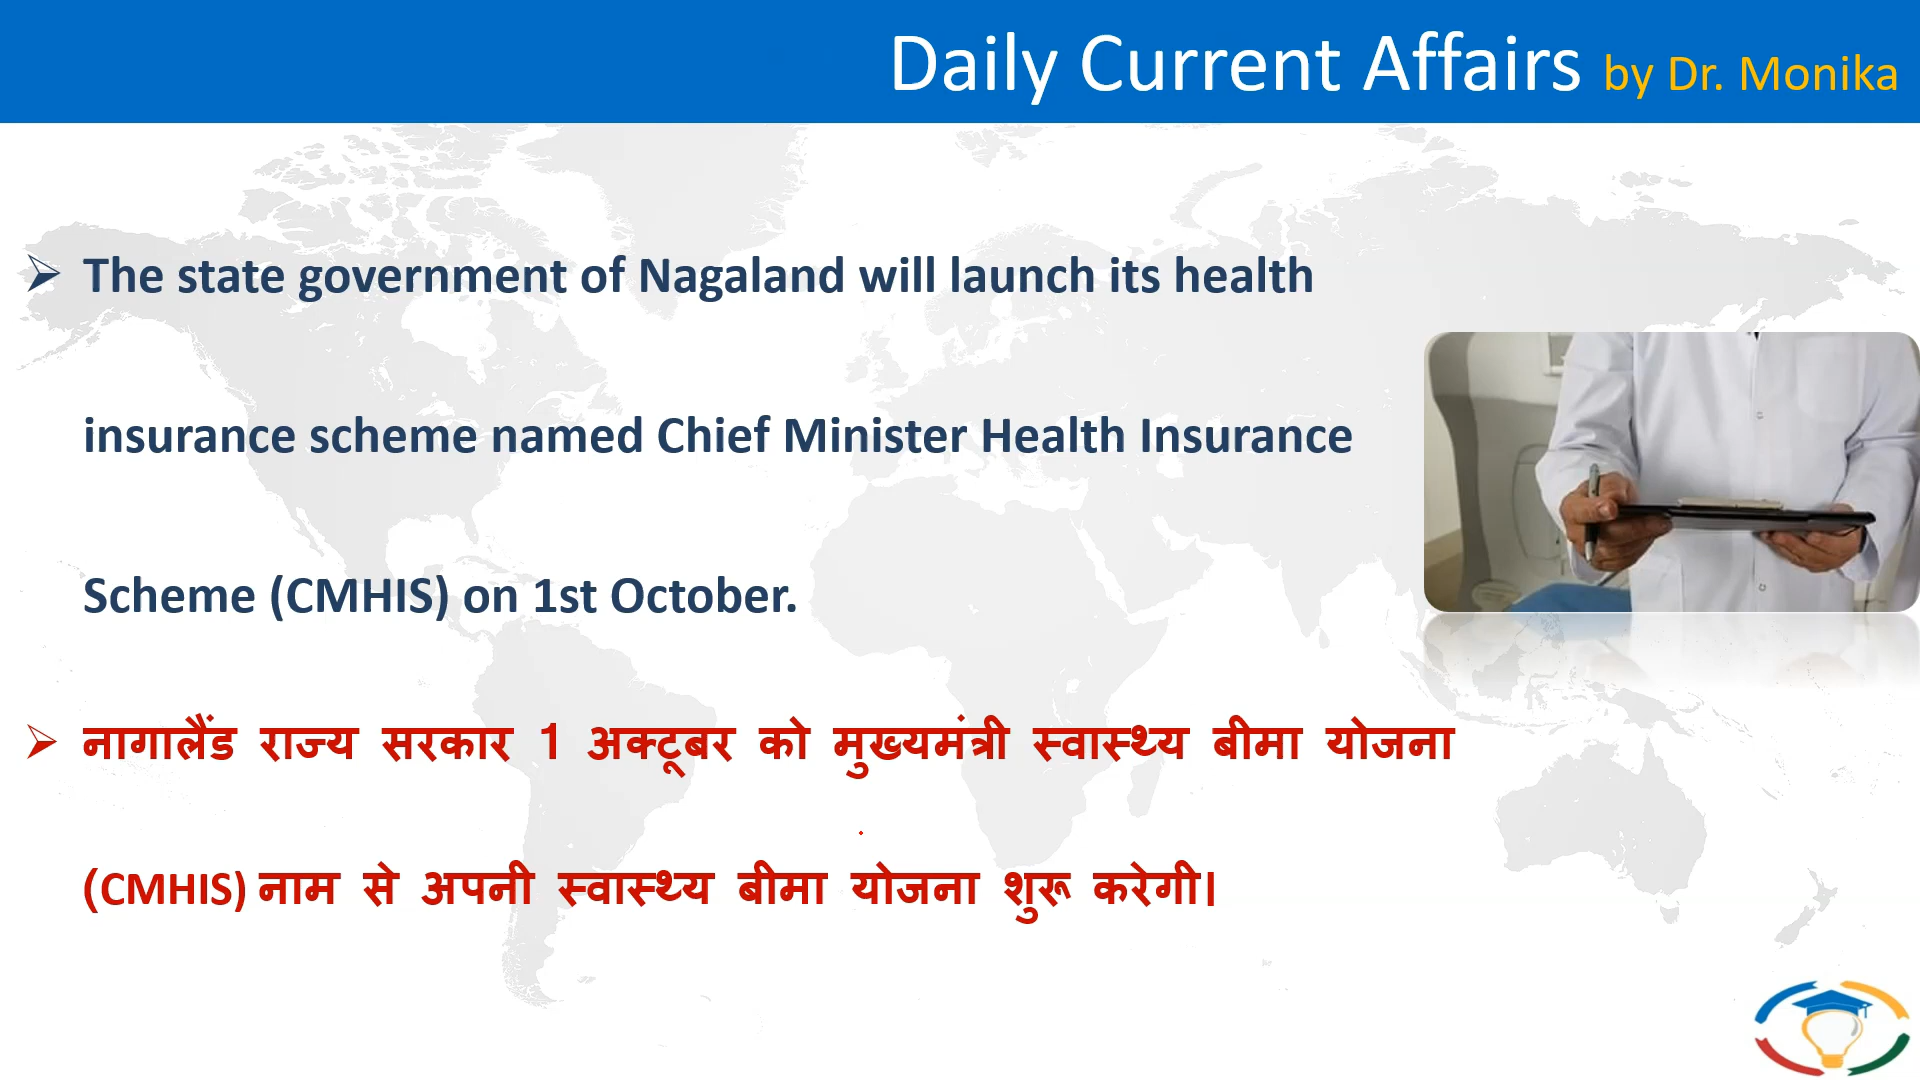 Daily Current Affairs by Dr. Monika
➢ The state government of Nagaland will launch its health
insurance scheme named Chief Minister Health Insurance
Scheme (CMHIS) on 1st October.
➢ नागालैंड राज्य सरकार 1 अक्टूबर को मुख्यमंत्री स्वास्थ्य बीमा योजना
(CMHIS) नाम से अपनी स्वास्थ्य बीमा योजना शुरू करेगी।